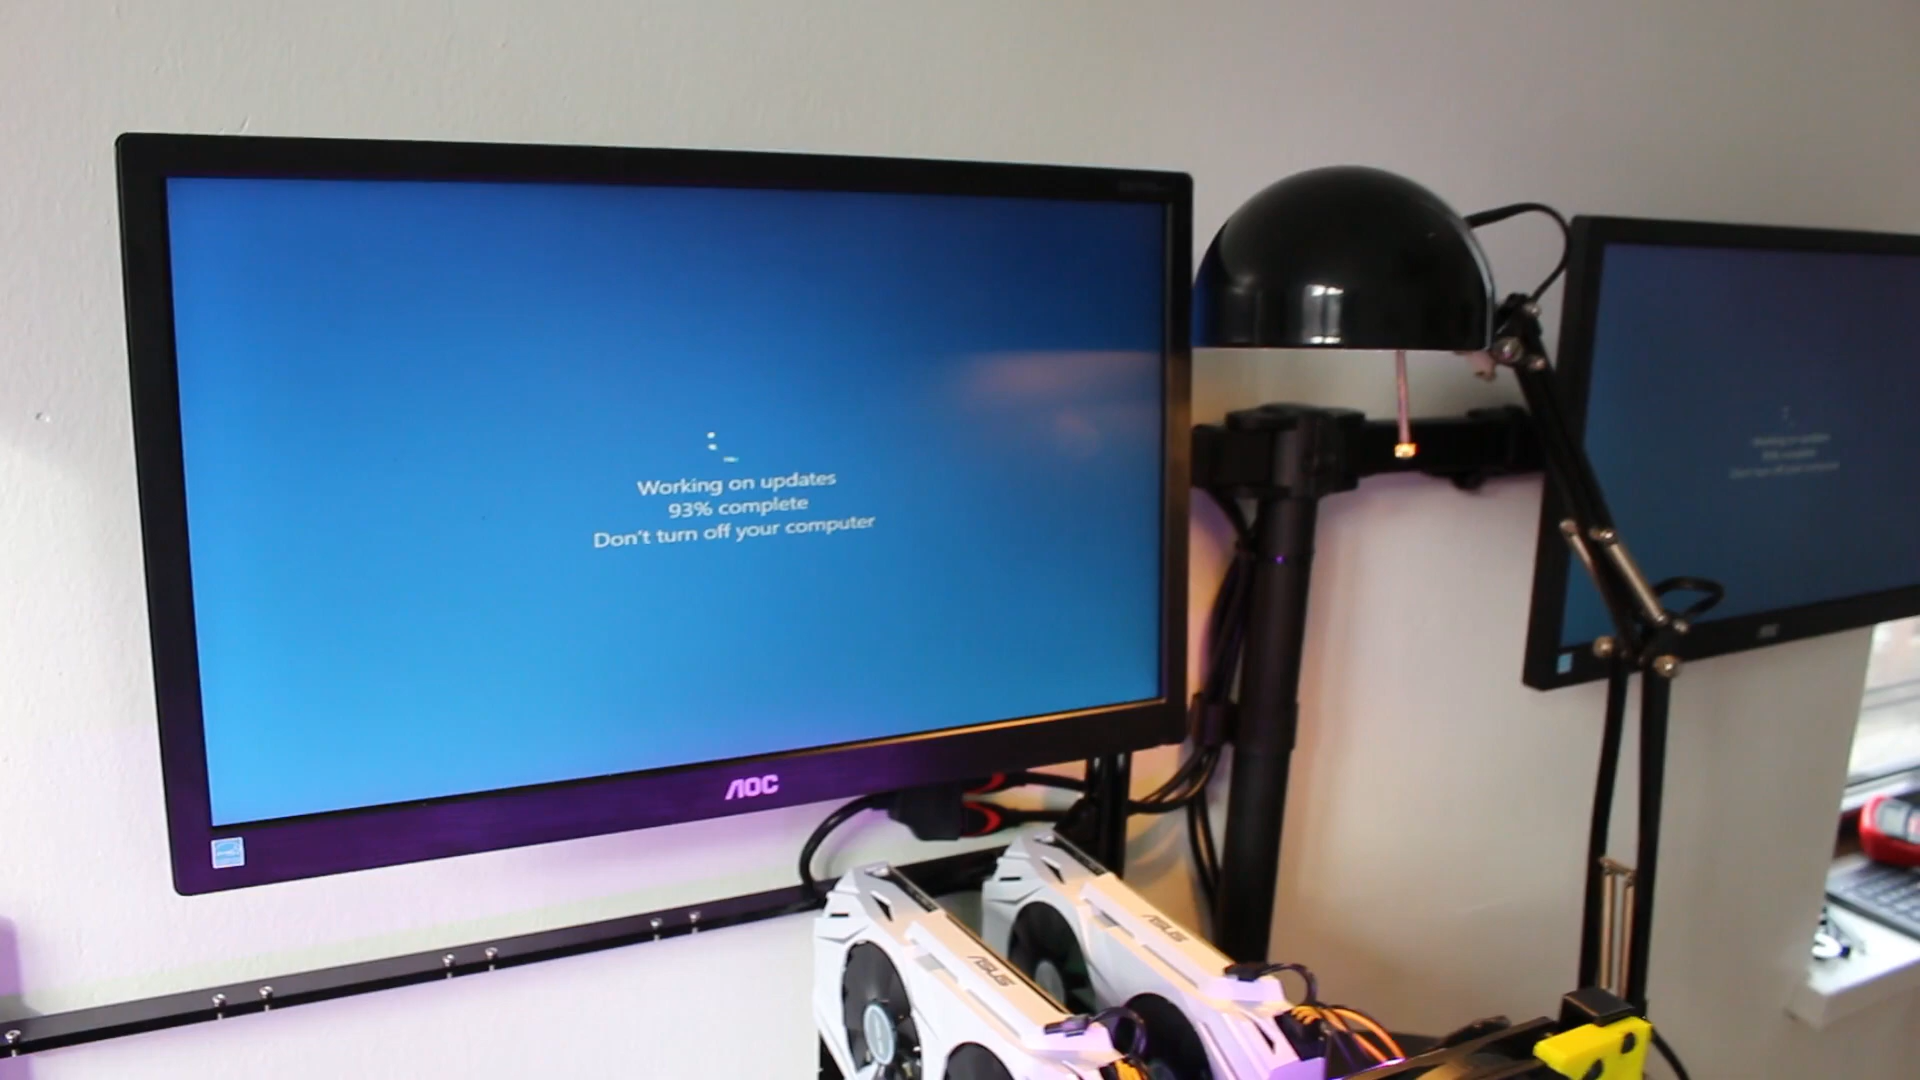 Working on updates
93% complete
Don't turn off your computer
AOC
ASUS
ASUS